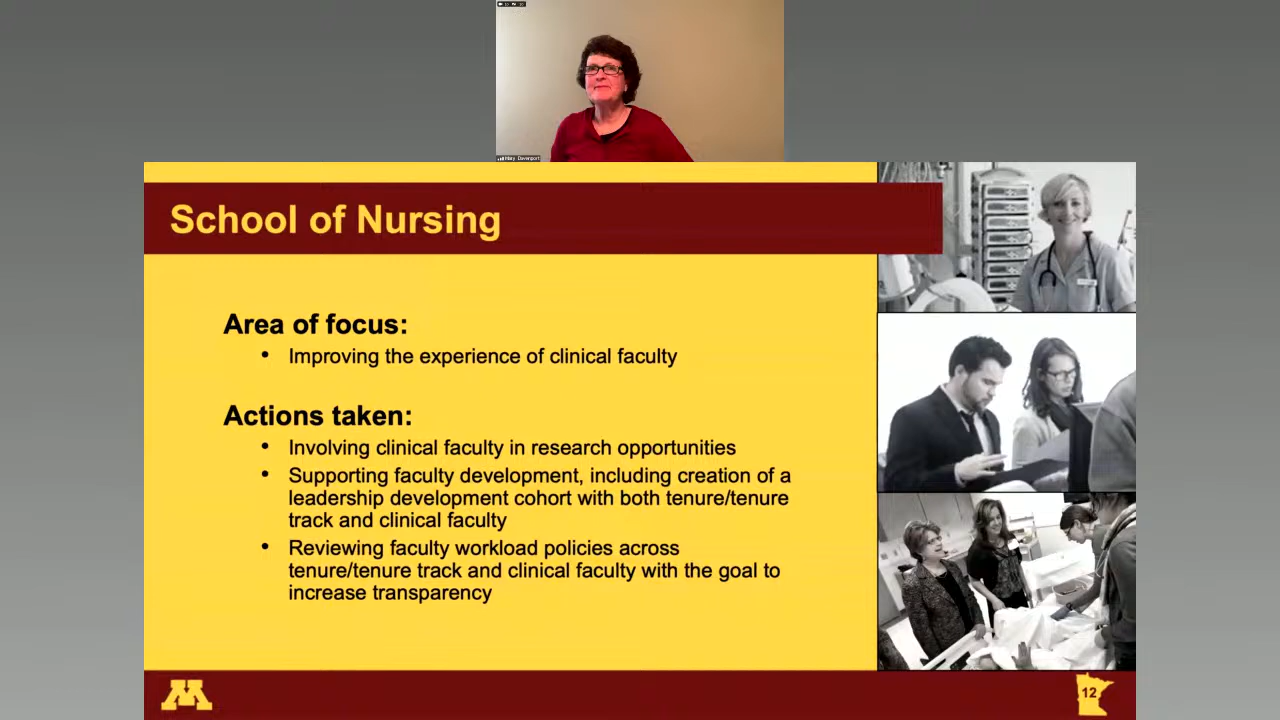 Mary Davenport
School of Nursing
Area of focus:
• Improving the experience of clinical faculty
Actions taken:
• Involving clinical faculty in research opportunities
• Supporting faculty development, including creation of a
leadership development cohort with both tenure/tenure
track and clinical faculty
• Reviewing faculty workload policies across
tenure/tenure track and clinical faculty with the goal to
increase transparency
M
12